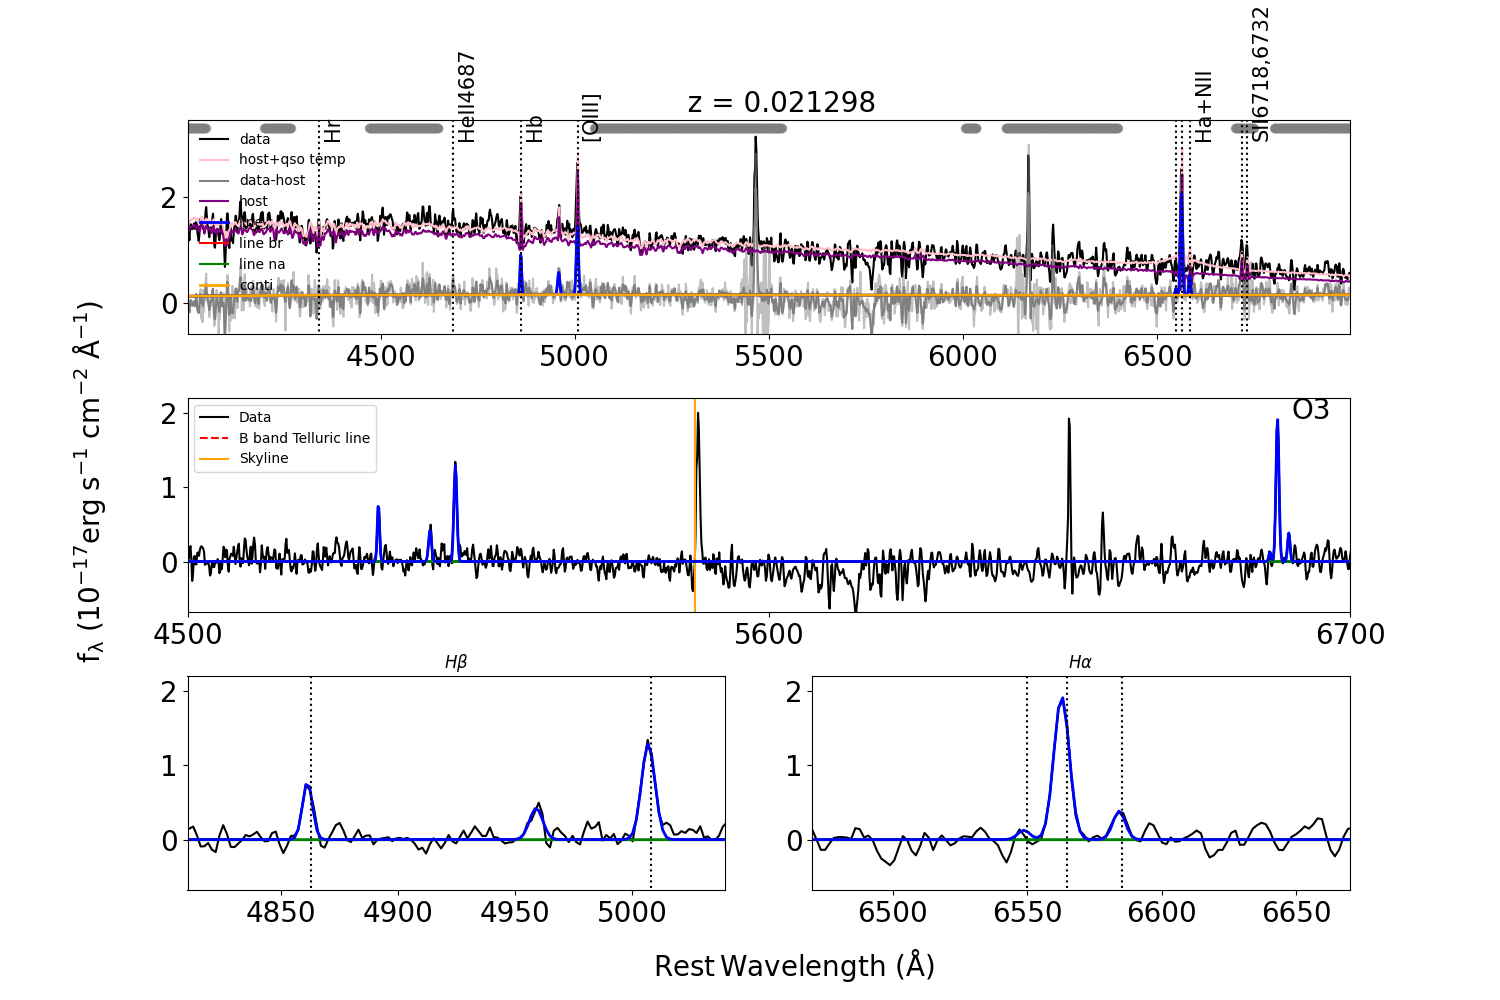 z = 0.021298
Hr
HeII4687
Hb
[OIII]
Ha+NII
SII6718,6732
data
host+qso temp
data-host
host
line br
line na
conti
2
0
4500 5000 5500 6000 6500
fλ (10⁻¹⁷erg s⁻¹ cm⁻² Å⁻¹)
O3
Data
B band Telluric line
Skyline
2
1
0
4500 5600 6700
Hβ
2
1
0
4850 4900 4950 5000
Hα
2
1
0
6500 6550 6600 6650
Rest Wavelength (Å)